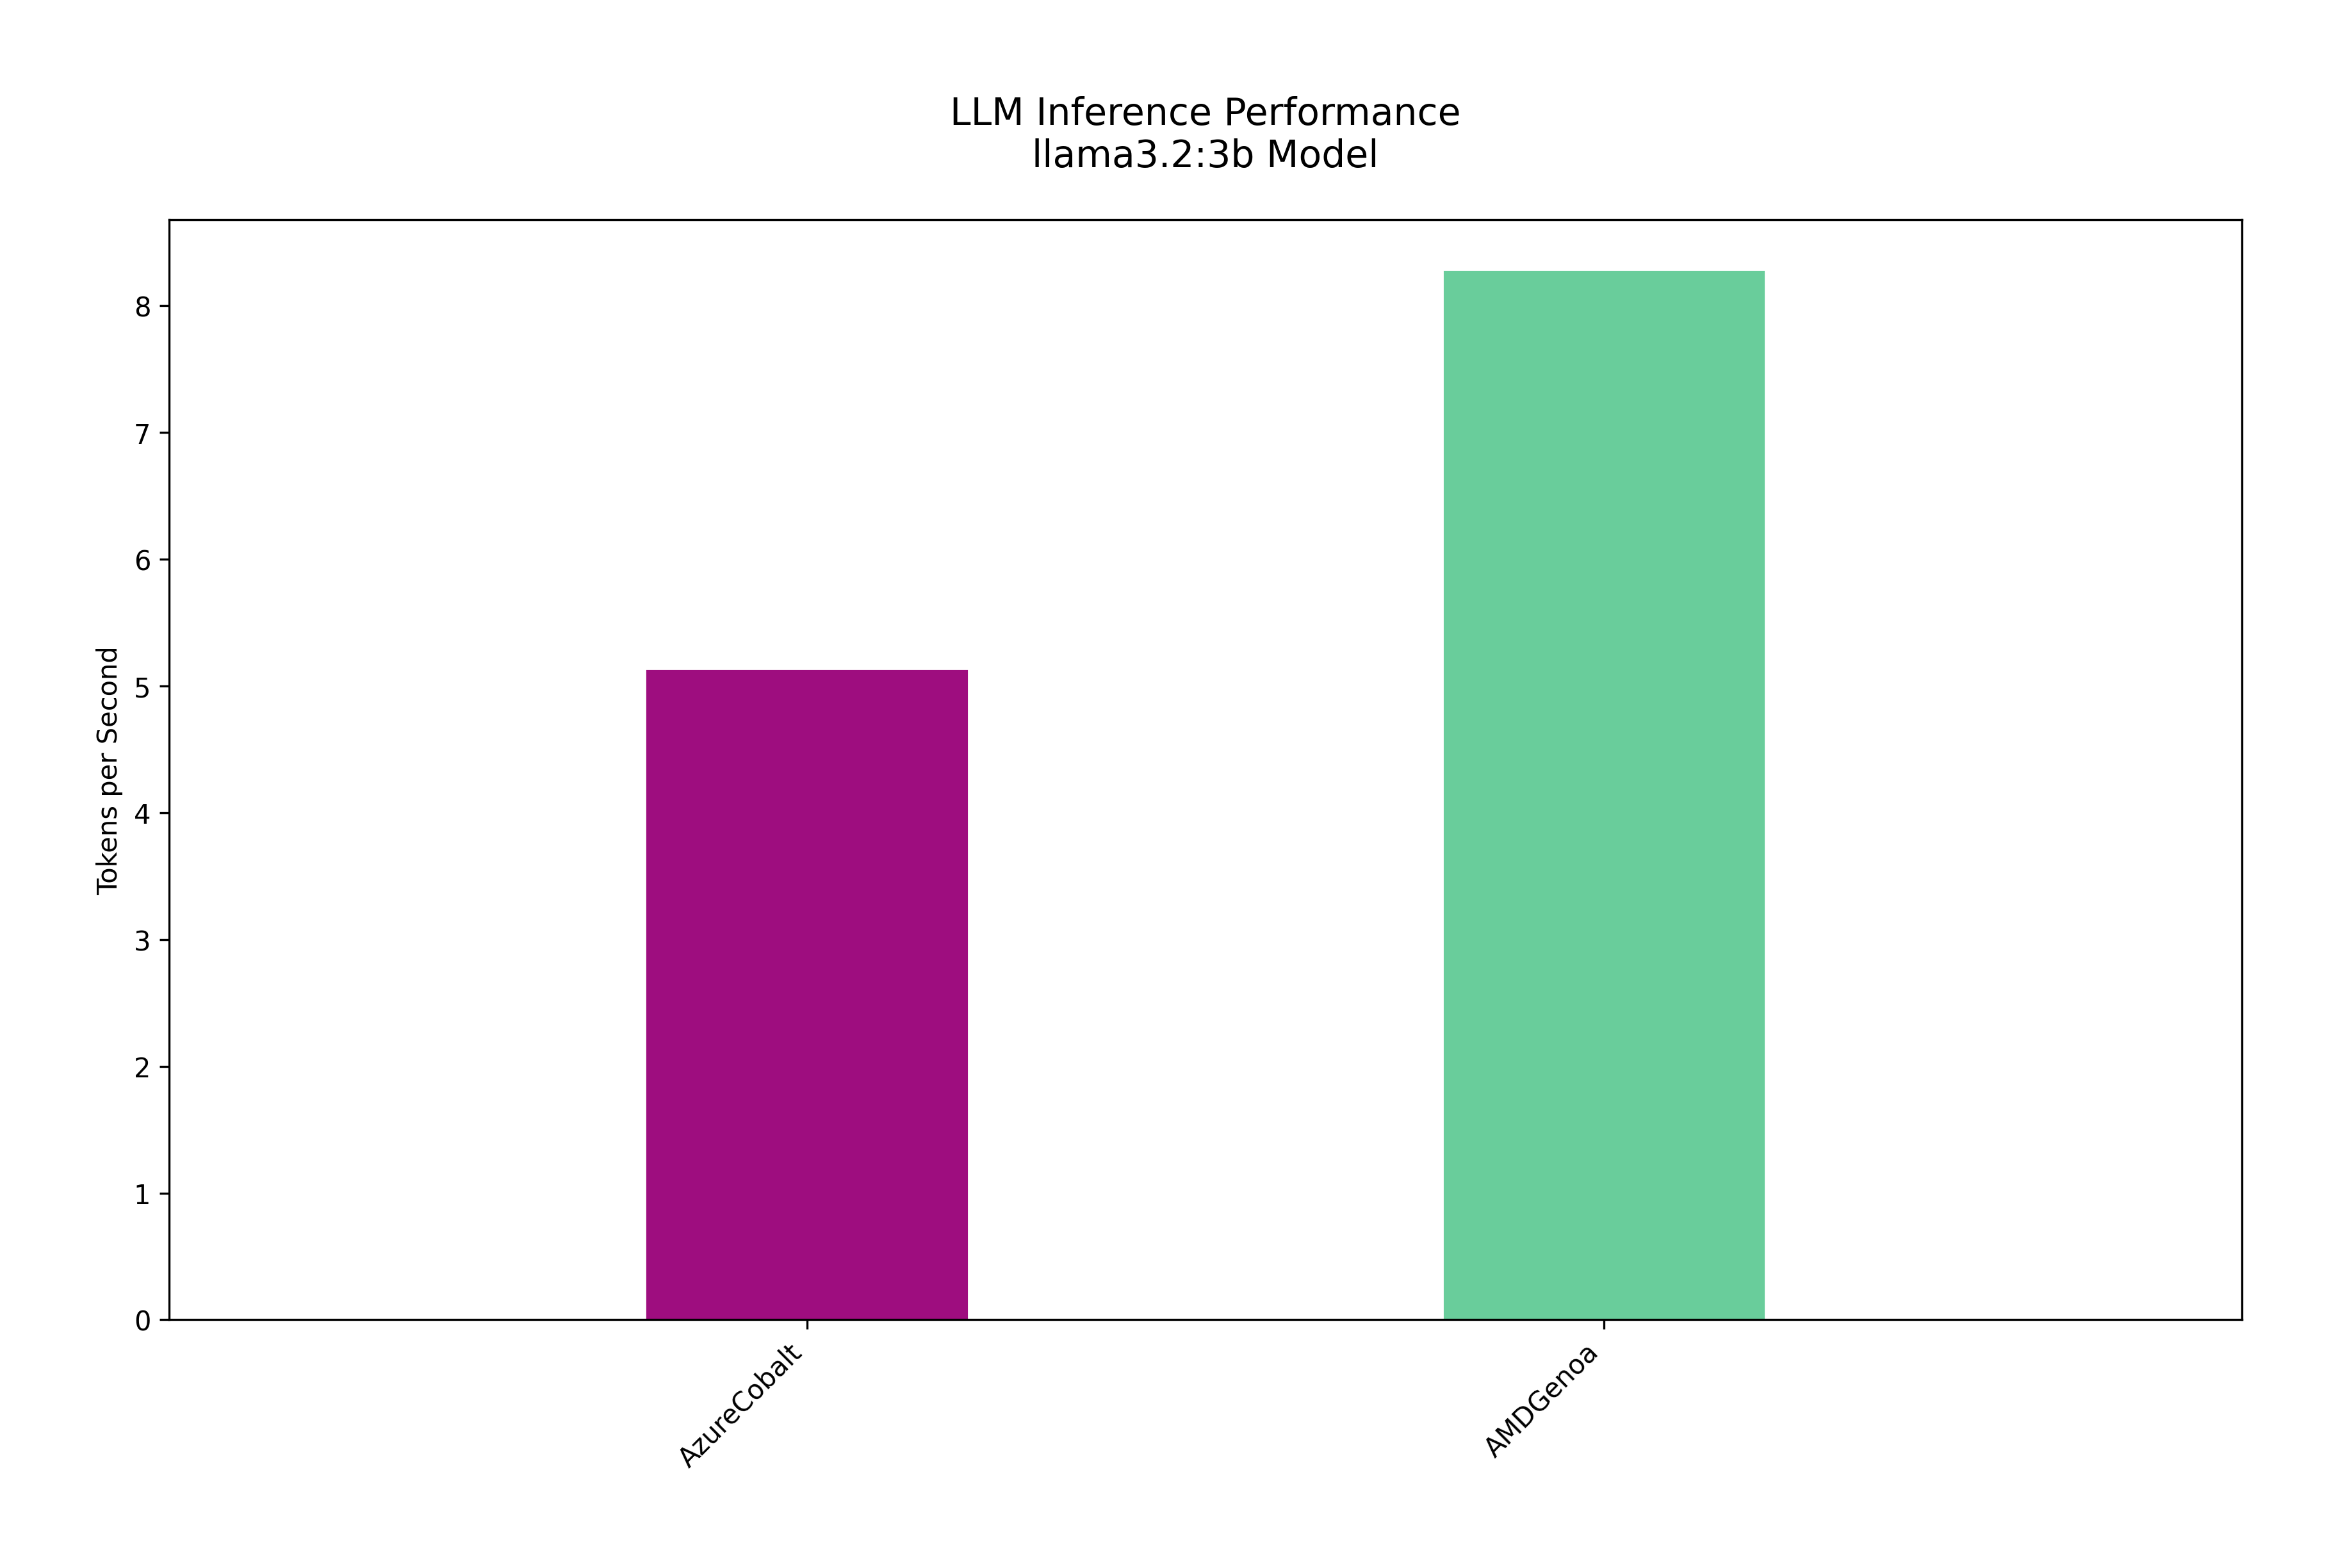 LLM Inference Performance
llama3.2:3b Model
Tokens per Second
8
7
6
5
4
3
2
1
0
AzureCobalt
AMDGenoa